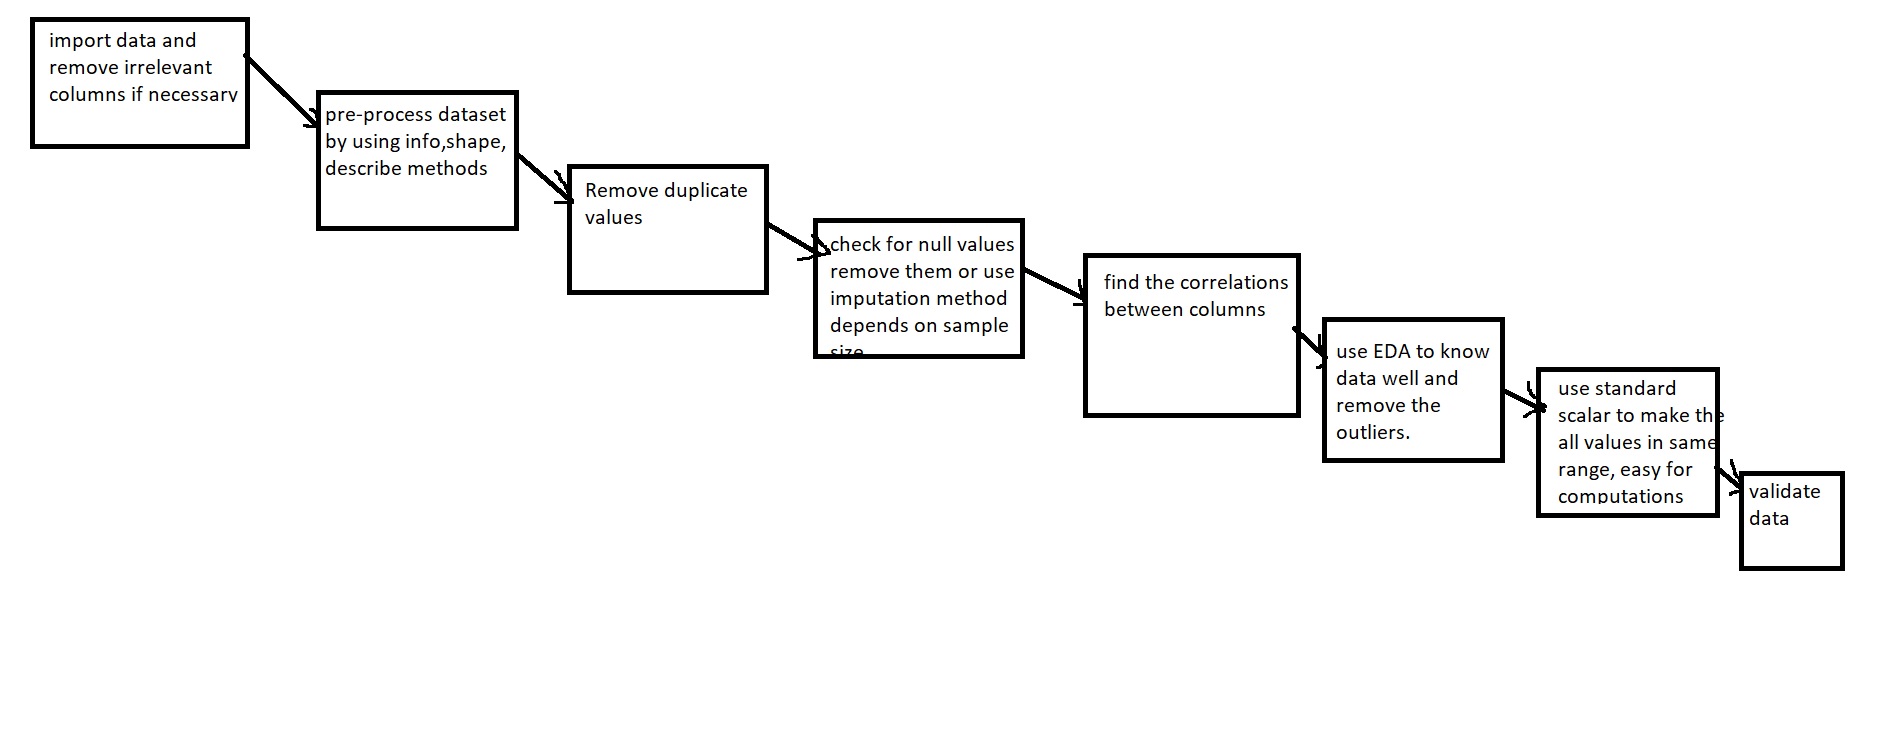 import data and
remove irrelevant
columns if necessary
pre-process dataset
by using info,shape,
describe methods
Remove duplicate
values
check for null values
remove them or use
imputation method
depends on sample
size
find the correlations
between columns
use EDA to know
data well and
remove the
outliers.
use standard
scalar to make the
all values in same
range, easy for
computations
validate
data